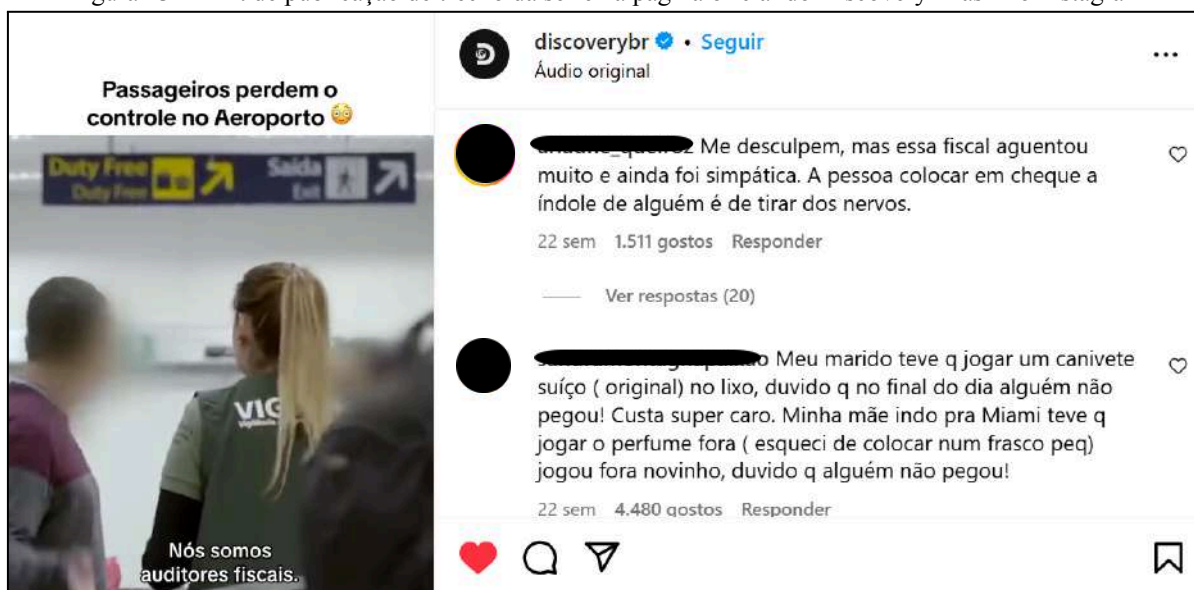 Passageiros perdem o
controle no Aeroporto 😳
Duty Free
Duty Free
Saída
Exit
VIG
Nós somos
auditores fiscais.
discoverybr • Seguir
Áudio original
Me desculpem, mas essa fiscal aguentou
muito e ainda foi simpática. A pessoa colocar em cheque a
índole de alguém é de tirar dos nervos.
22 sem 1.511 gostos Responder
Ver respostas (20)
Meu marido teve q jogar um canivete
suíço ( original) no lixo, duvido q no final do dia alguém não
pegou! Custa super caro. Minha mãe indo pra Miami teve q
jogar o perfume fora ( esqueci de colocar num frasco peq)
jogou fora novinho, duvido q alguém não pegou!
22 sem 4.480 gostos Responder